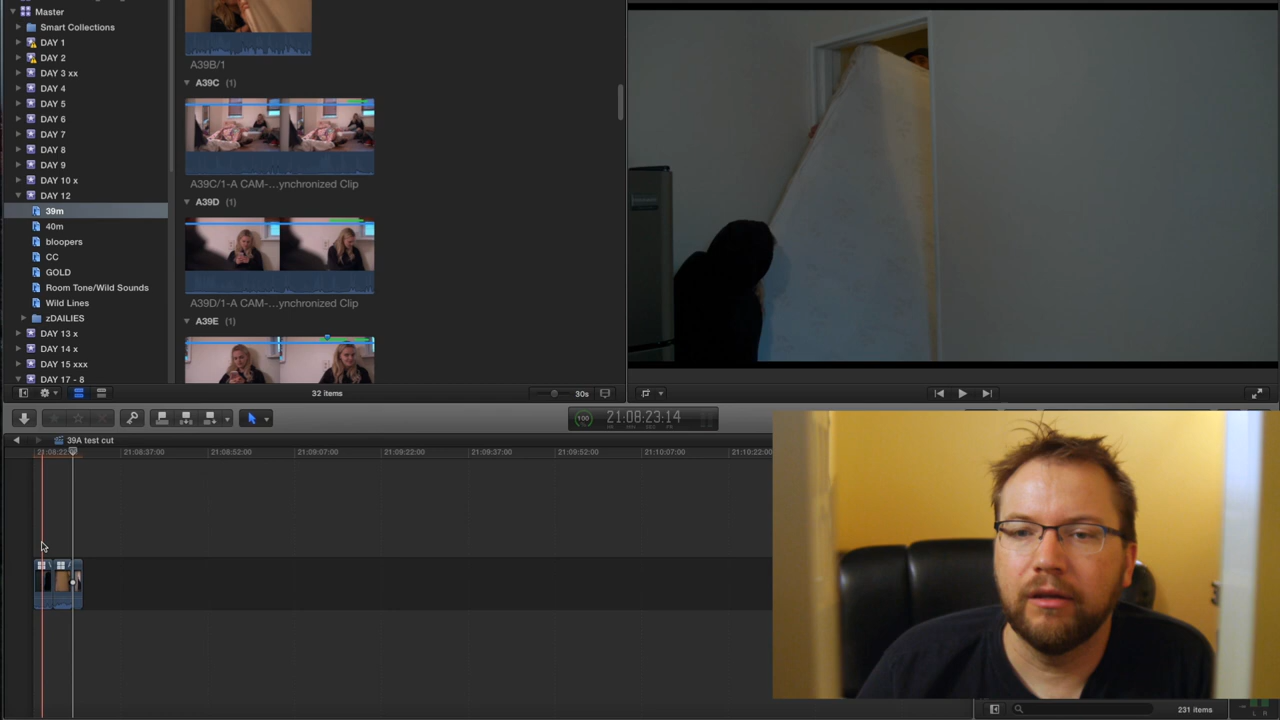 Master
Smart Collections
DAY 1
DAY 2
DAY 3 xx
DAY 4
DAY 5
DAY 6
DAY 7
DAY 8
DAY 9
DAY 10 x
DAY 12
39m
40m
bloopers
CC
GOLD
Room Tone/Wild Sounds
Wild Lines
zDAILIES
DAY 13 x
DAY 14 x
DAY 15 xxx
DAY 17 - 8
A39B/1
A39C (1)
A39C/1-A CAM-...ynchronized Clip
A39D (1)
A39D/1-A CAM-...ynchronized Clip
A39E (1)
32 items
30s
100
21:08:23:14
HR MIN SEC FR
39A test cut
21:08:22
21:08:37:00
21:08:52:00
21:09:07:00
21:09:22:00
21:09:37:00
21:09:52:00
21:10:07:00
21:10:22:00
231 items
L R